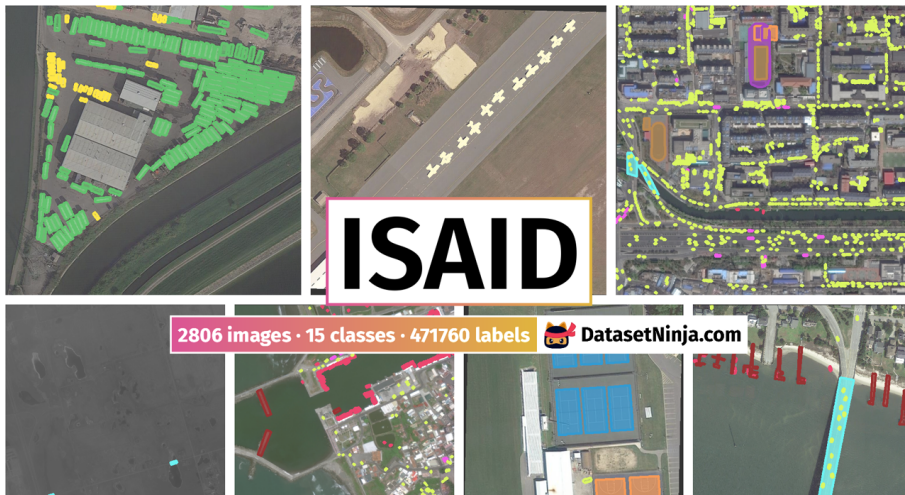 ISAID
2806 images · 15 classes · 471760 labels
DatasetNinja.com